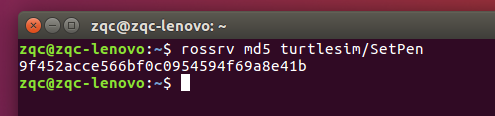 zqc@zqc-lenovo: ~
zqc@zqc-lenovo:~$ rossrv md5 turtlesim/SetPen
9f452acce566bf0c0954594f69a8e41b
zqc@zqc-lenovo:~$